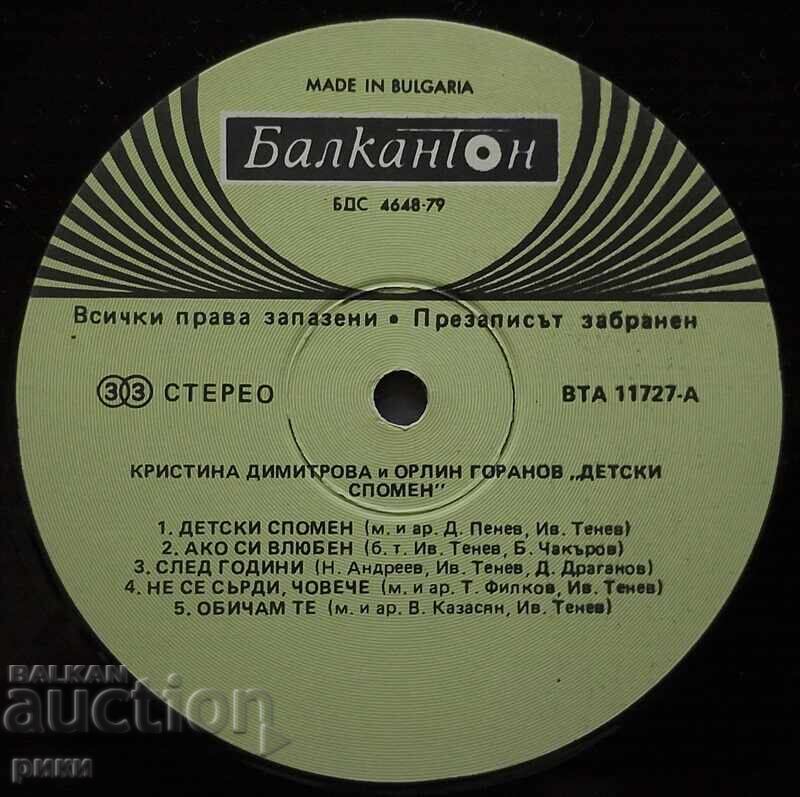 MADE IN BULGARIA
Балкантон
БДС 4648-79
Всички права запазени • Презаписът забранен
33 СТЕРЕО
ВТА 11727-А
КРИСТИНА ДИМИТРОВА и ОРЛИН ГОРАНОВ „ДЕТСКИ
СПОМЕН"
1. ДЕТСКИ СПОМЕН (м. и ар. Д. Пенев, Ив. Тенев)
2. АКО СИ ВЛЮБЕН (б. т. Ив. Тенев, Б. Чакъров)
3. СЛЕД ГОДИНИ (Н. Андреев, Ив. Тенев, Д. Драганов)
4. НЕ СЕ СЪРДИ, ЧОВЕЧЕ (м. и ар. Т. Филков, Ив. Тенев)
5. ОБИЧАМ ТЕ (м. и ар. В. Казасян, Ив. Тенев)
BALKAN
auction
рики